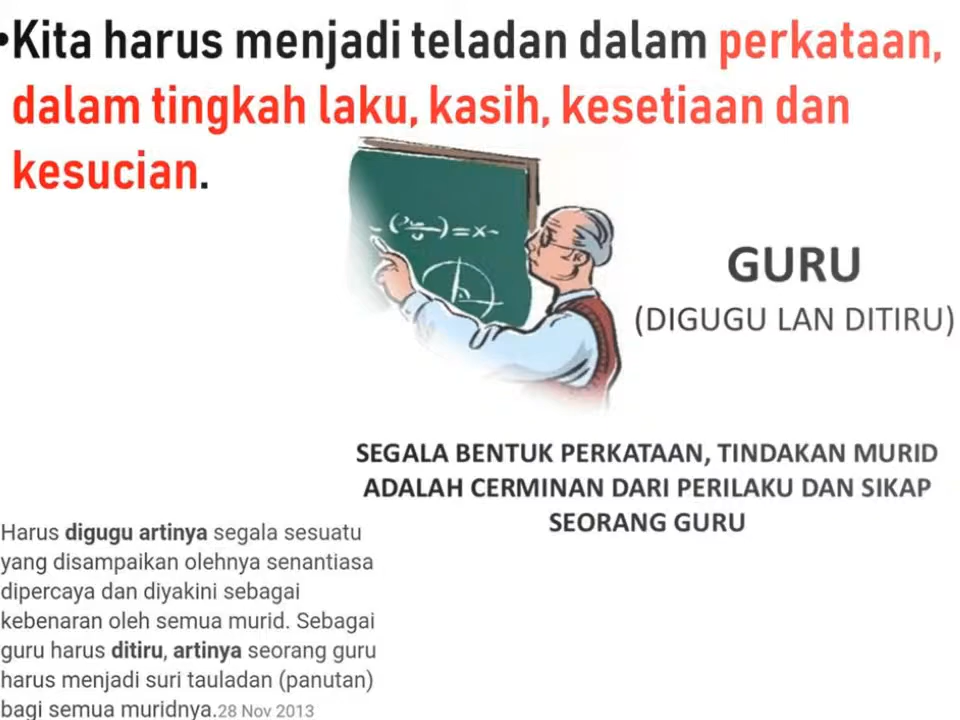 •Kita harus menjadi teladan dalam perkataan,
dalam tingkah laku, kasih, kesetiaan dan
kesucian.
GURU
(DIGUGU LAN DITIRU)
SEGALA BENTUK PERKATAAN, TINDAKAN MURID
ADALAH CERMINAN DARI PERILAKU DAN SIKAP
SEORANG GURU
Harus digugu artinya segala sesuatu
yang disampaikan olehnya senantiasa
dipercaya dan diyakini sebagai
kebenaran oleh semua murid. Sebagai
guru harus ditiru, artinya seorang guru
harus menjadi suri tauladan (panutan)
bagi semua muridnya.28 Nov 2013